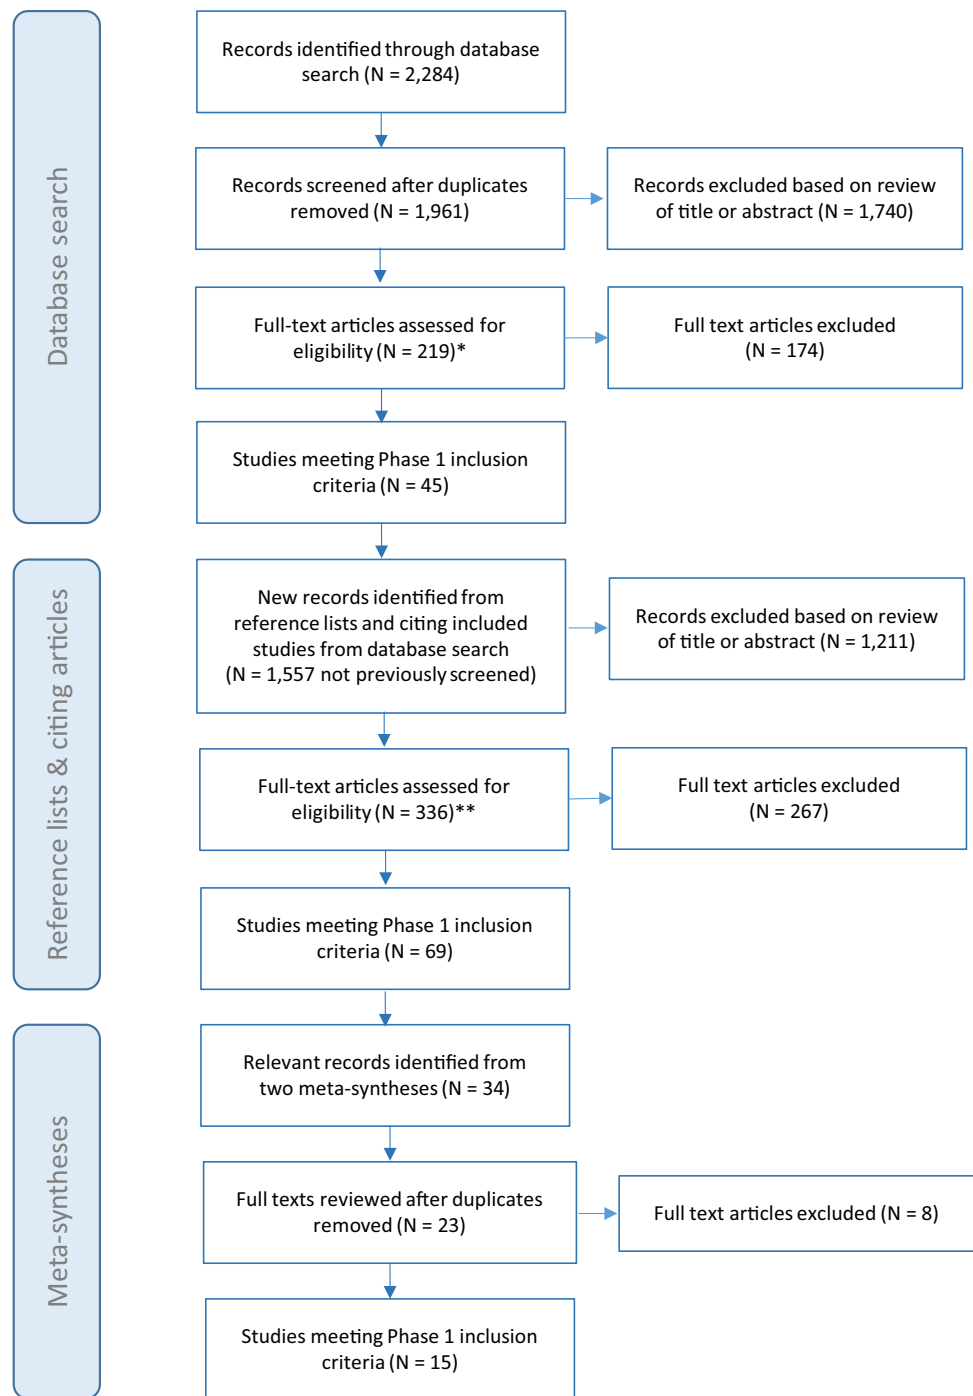 Database search
Records identified through database
search (N = 2,284)
Records screened after duplicates
removed (N = 1,961)
Records excluded based on review
of title or abstract (N = 1,740)
Full-text articles assessed for
eligibility (N = 219)*
Full text articles excluded
(N = 174)
Studies meeting Phase 1 inclusion
criteria (N = 45)
Reference lists & citing articles
New records identified from
reference lists and citing included
studies from database search
(N = 1,557 not previously screened)
Records excluded based on review
of title or abstract (N = 1,211)
Full-text articles assessed for
eligibility (N = 336)**
Full text articles excluded
(N = 267)
Studies meeting Phase 1 inclusion
criteria (N = 69)
Meta-syntheses
Relevant records identified from
two meta-syntheses (N = 34)
Full texts reviewed after duplicates
removed (N = 23)
Full text articles excluded (N = 8)
Studies meeting Phase 1 inclusion
criteria (N = 15)